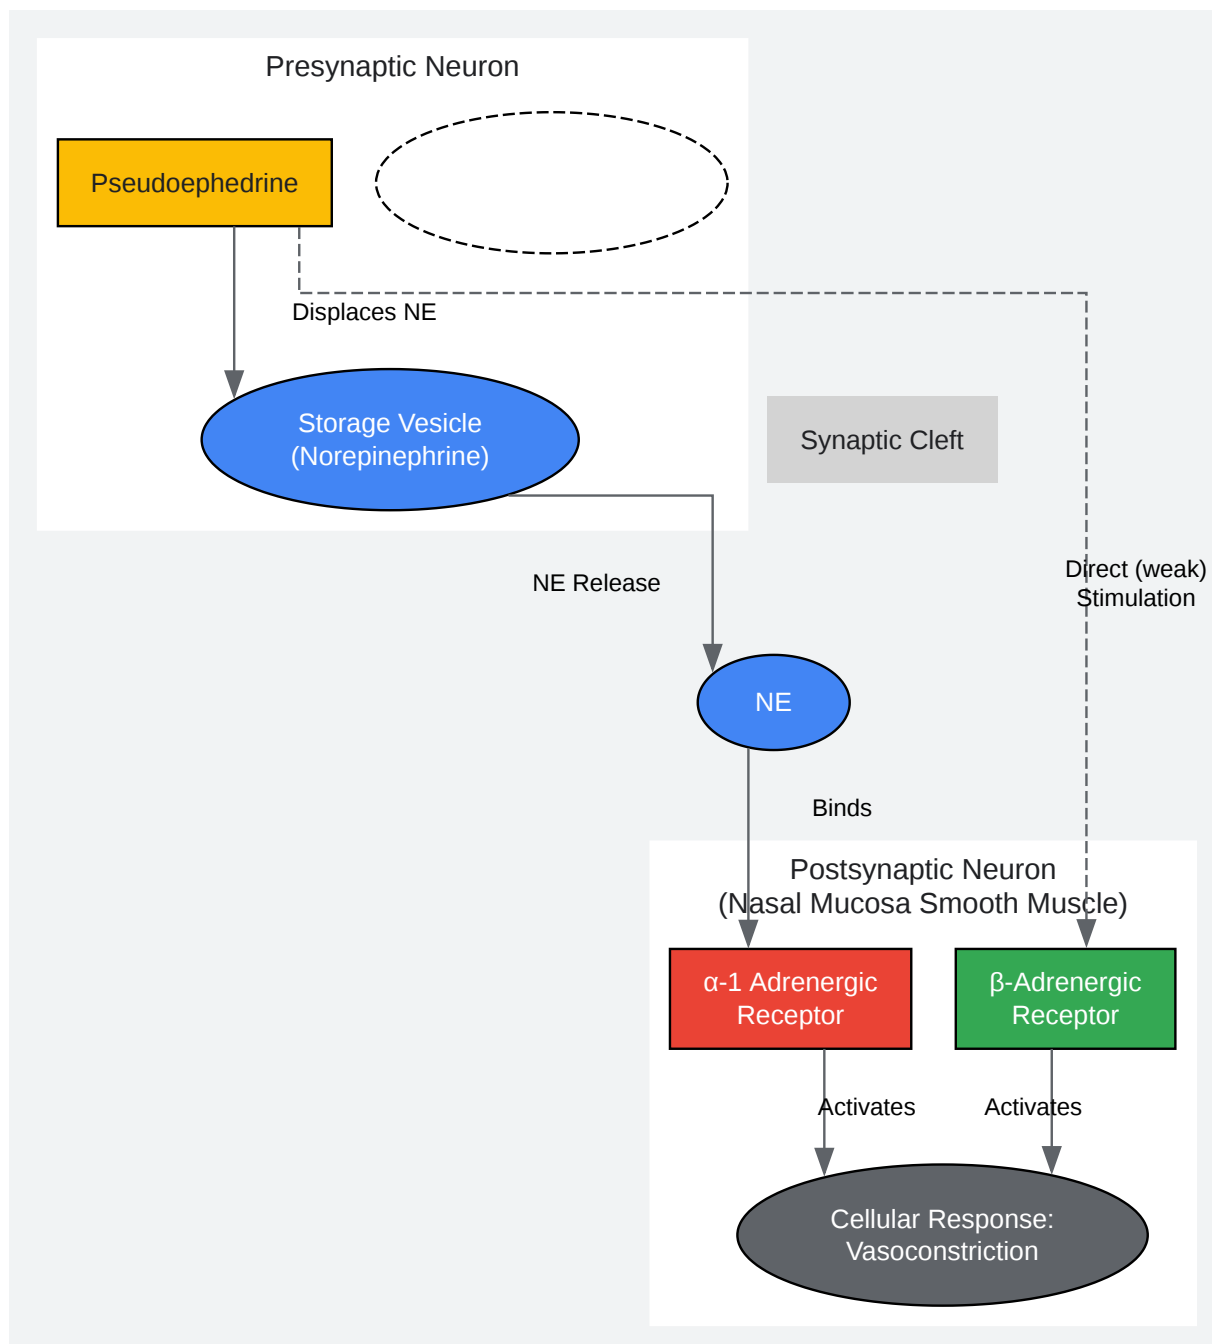 Presynaptic Neuron
Pseudoephedrine
Displaces NE
Storage Vesicle
(Norepinephrine)
Synaptic Cleft
NE Release
Direct (weak)
Stimulation
NE
Binds
Postsynaptic Neuron
(Nasal Mucosa Smooth Muscle)
α-1 Adrenergic
Receptor
β-Adrenergic
Receptor
Activates
Activates
Cellular Response:
Vasoconstriction